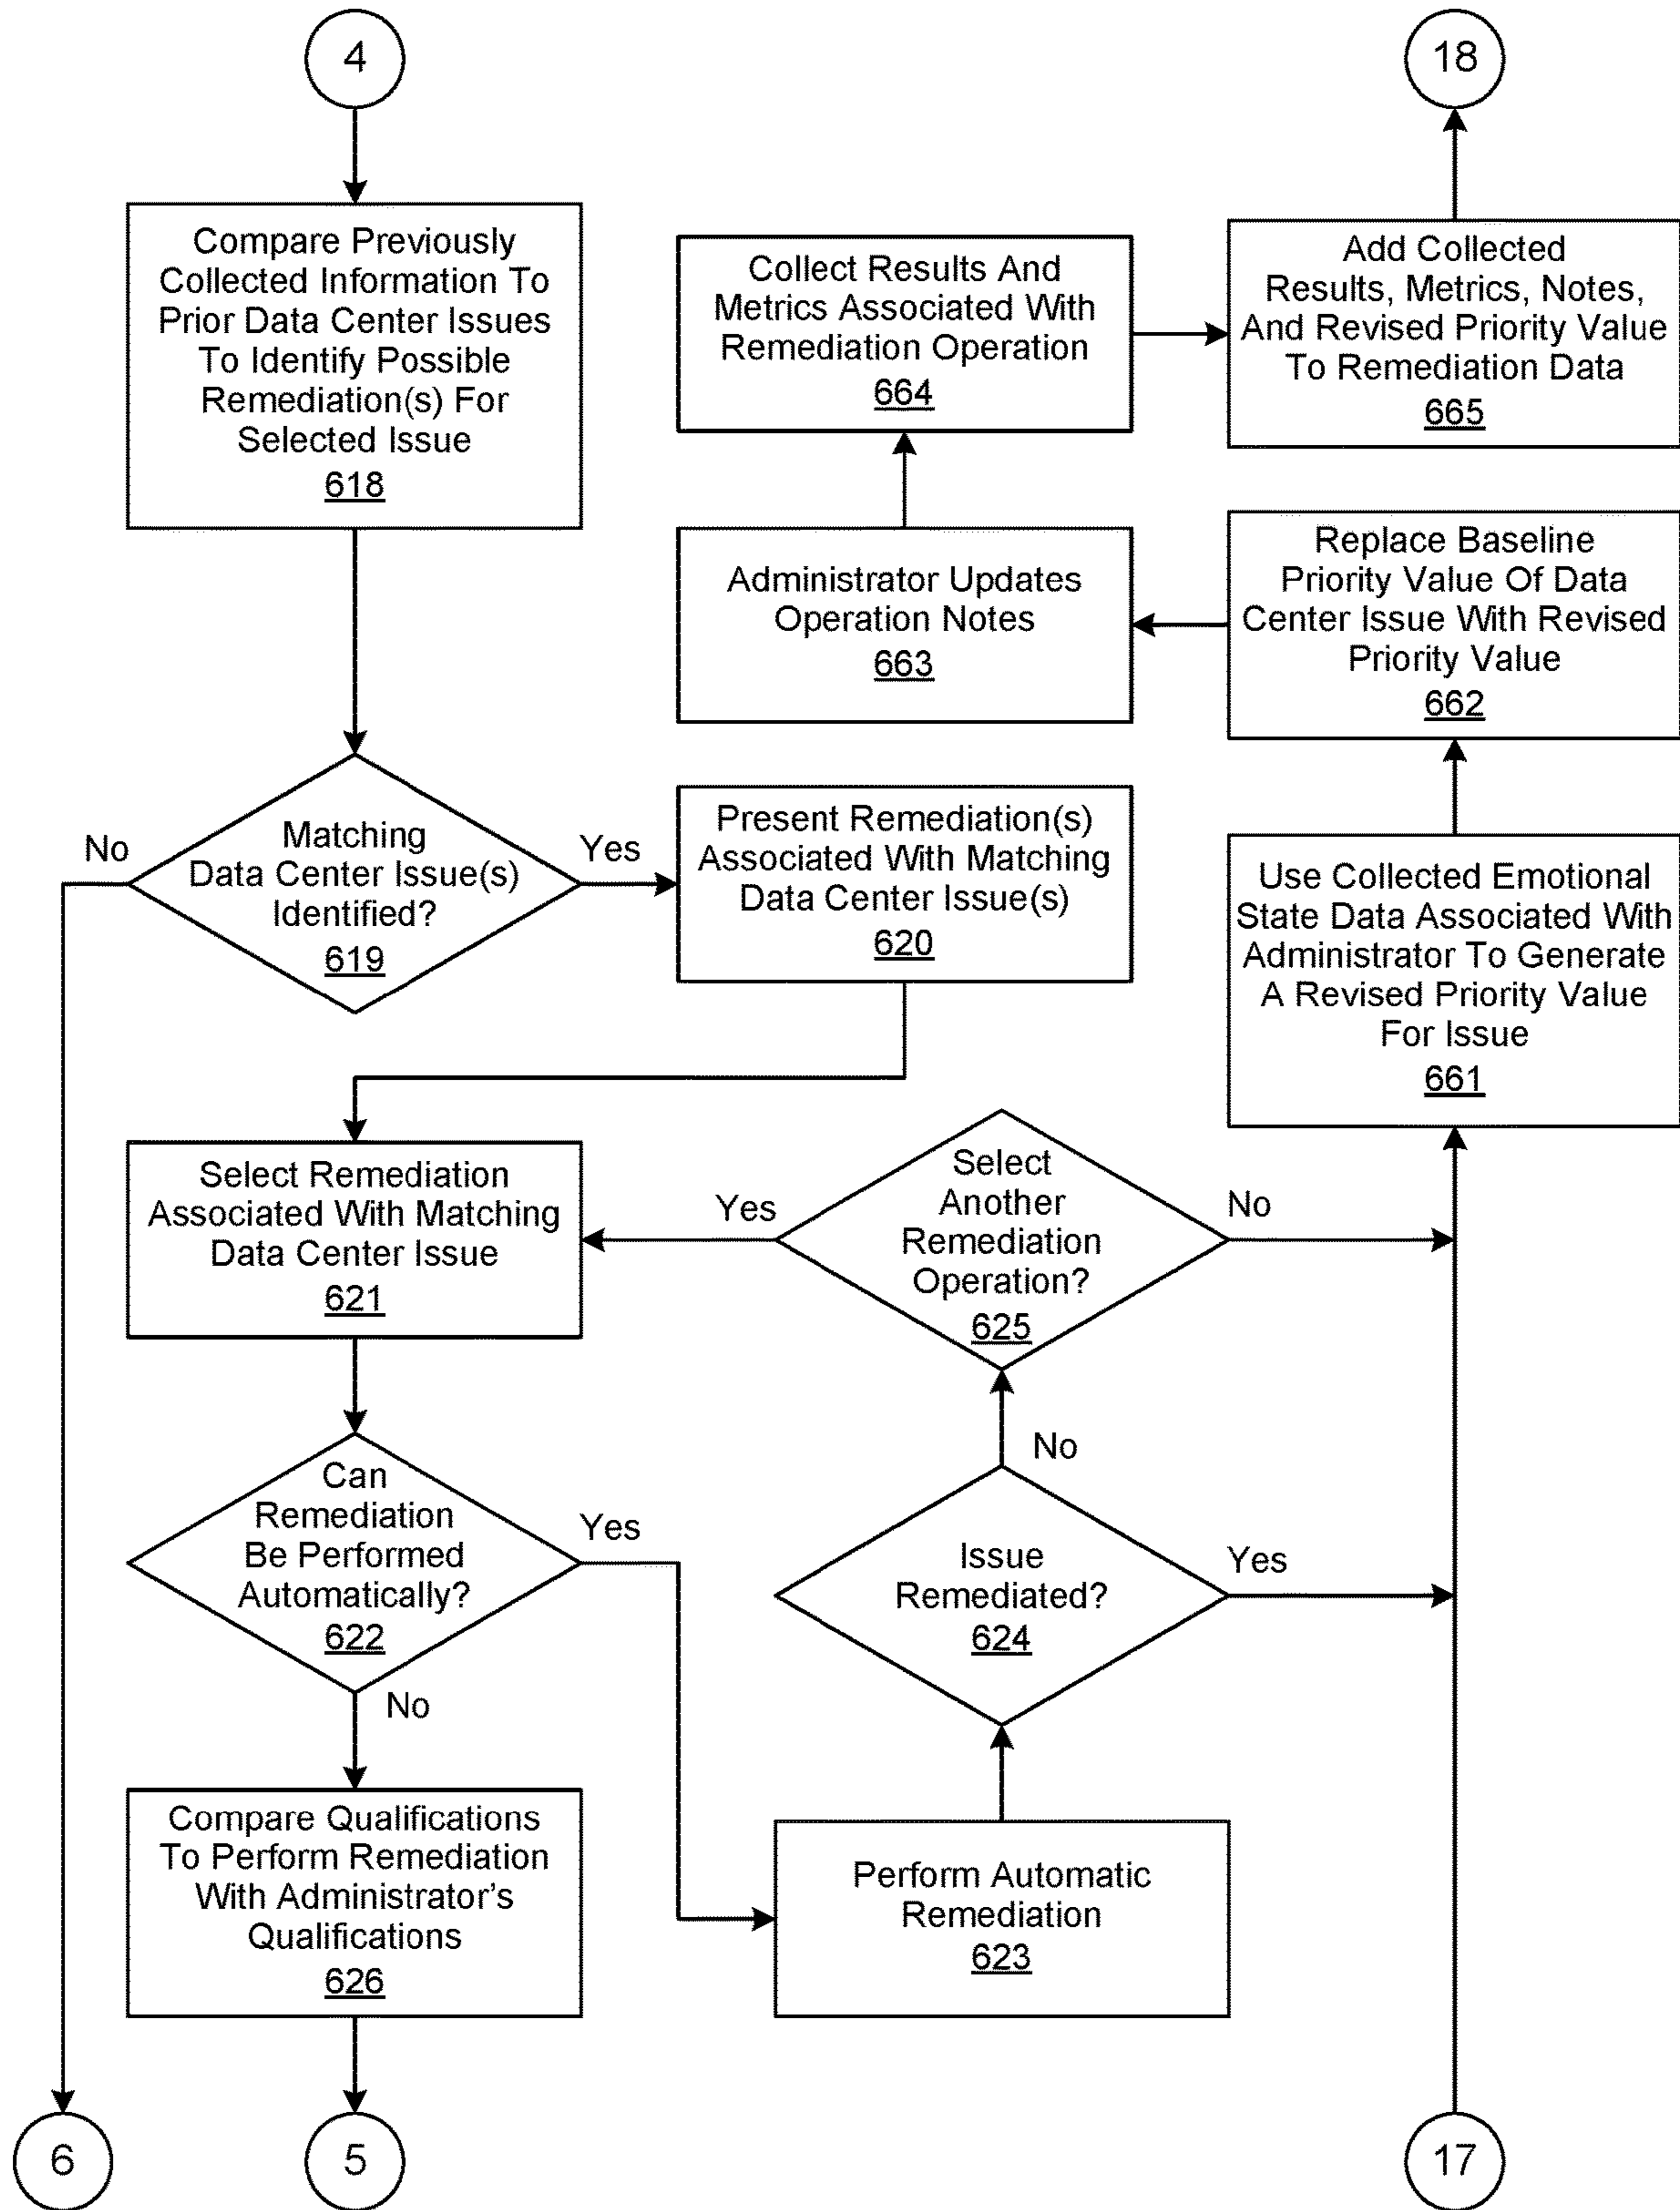 4
18
Compare Previously
Collected Information To
Prior Data Center Issues
To Identify Possible
Remediation(s) For
Selected Issue
618
Collect Results And
Metrics Associated With
Remediation Operation
664
Add Collected
Results, Metrics, Notes,
And Revised Priority Value
To Remediation Data
665
Administrator Updates
Operation Notes
663
Replace Baseline
Priority Value Of Data
Center Issue With Revised
Priority Value
662
No
Matching
Data Center Issue(s)
Identified?
619
Yes
Present Remediation(s)
Associated With Matching
Data Center Issue(s)
620
Use Collected Emotional
State Data Associated With
Administrator To Generate
A Revised Priority Value
For Issue
661
Select Remediation
Associated With Matching
Data Center Issue
621
Yes
Select
Another
Remediation
Operation?
625
No
Can
Remediation
Be Performed
Automatically?
622
Yes
No
No
Issue
Remediated?
624
Yes
Compare Qualifications
To Perform Remediation
With Administrator’s
Qualifications
626
Perform Automatic
Remediation
623
6
5
17